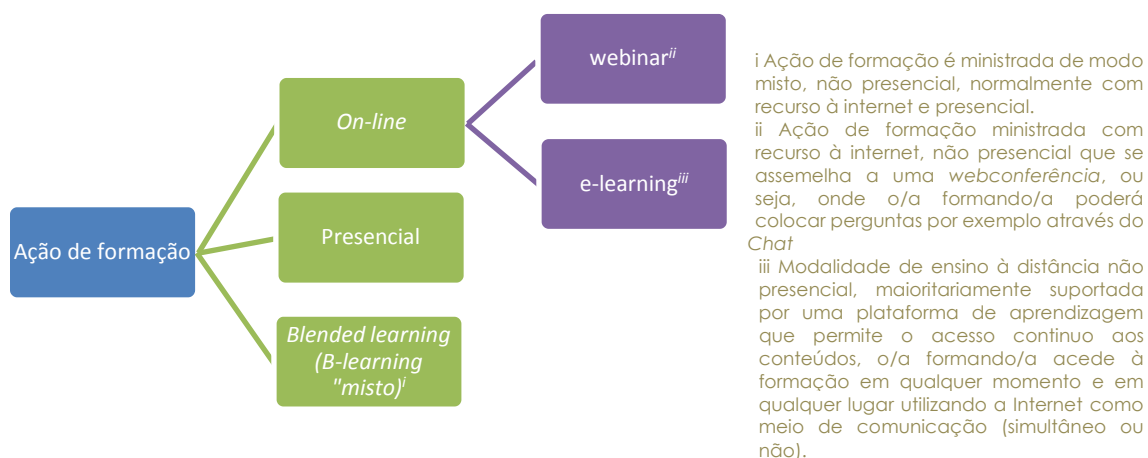 webinarii
On-line
e-learningiii
Ação de formação
Presencial
Blended learning
(B-learning
"misto)i
i Ação de formação é ministrada de modo
misto, não presencial, normalmente com
recurso à internet e presencial.
ii Ação de formação ministrada com
recurso à internet, não presencial que se
assemelha a uma webconferência, ou
seja, onde o/a formando/a poderá
colocar perguntas por exemplo através do
Chat
iii Modalidade de ensino à distância não
presencial, maioritariamente suportada
por uma plataforma de aprendizagem
que permite o acesso continuo aos
conteúdos, o/a formando/a acede à
formação em qualquer momento e em
qualquer lugar utilizando a Internet como
meio de comunicação (simultâneo ou
não).